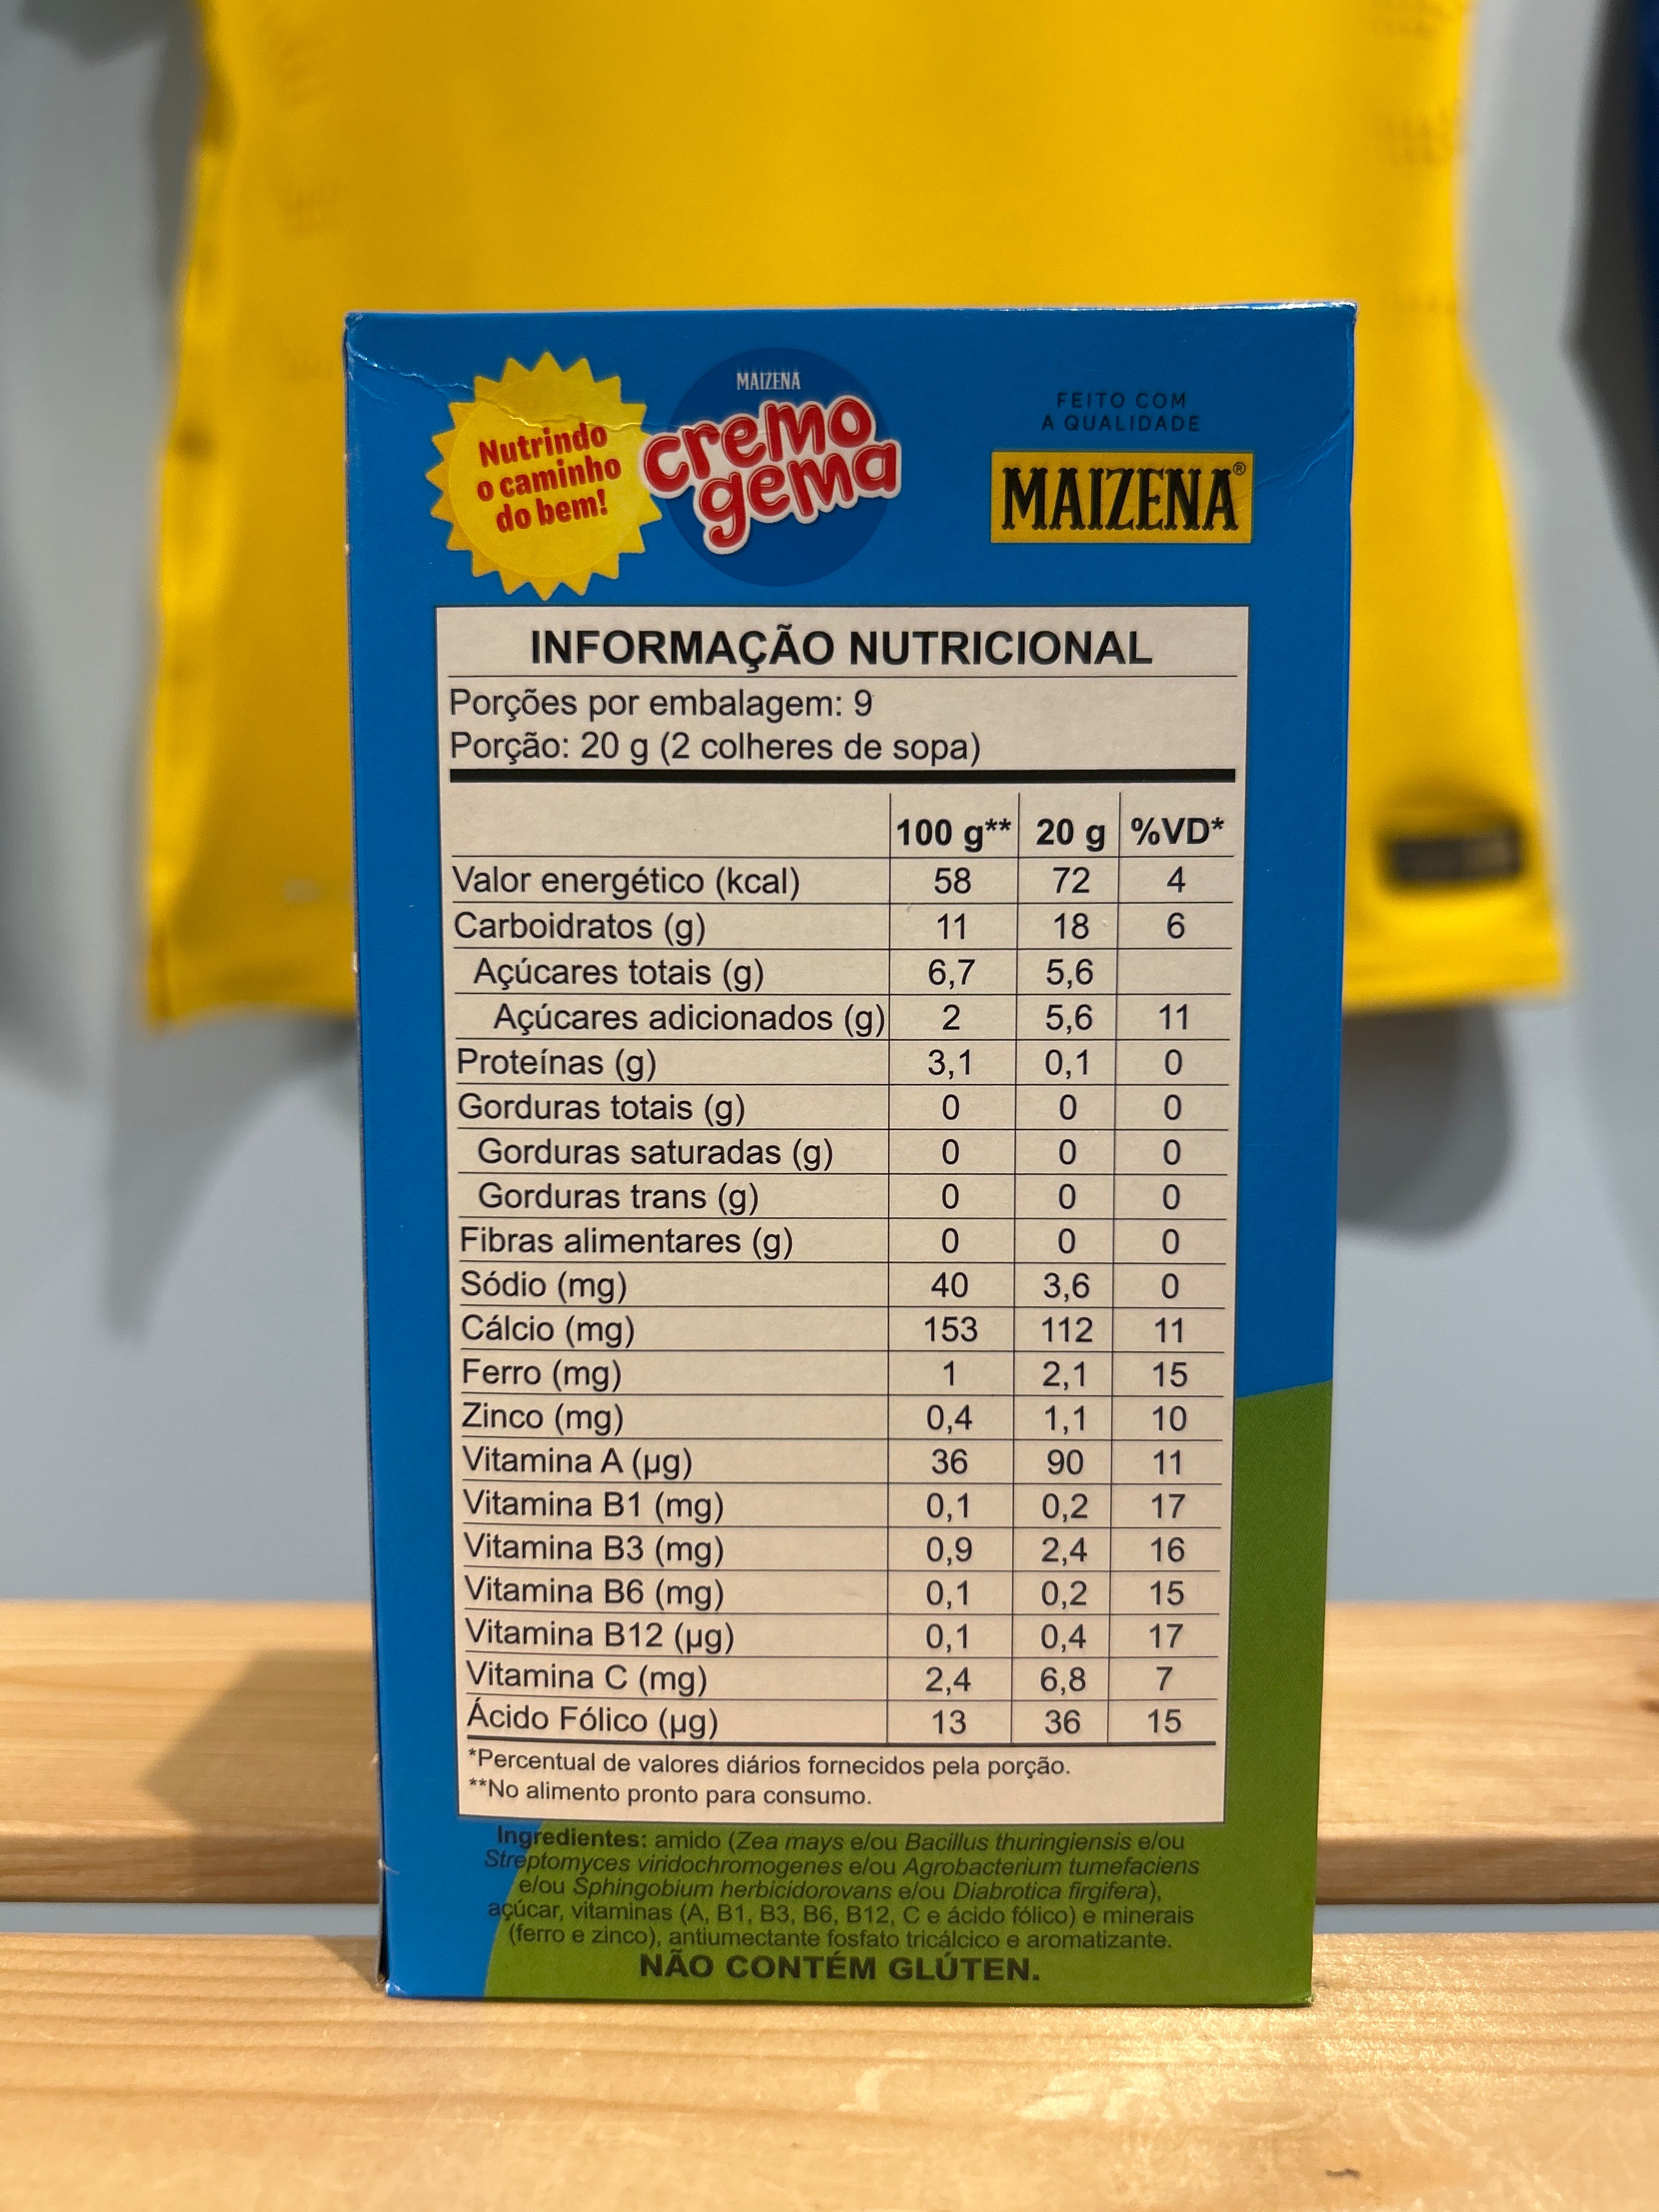 Nutrindo
o caminho
do bem!
MAIZENA
cremo
gema
FEITO COM
A QUALIDADE
MAIZENA®
INFORMAÇÃO NUTRICIONAL
Porções por embalagem: 9
Porção: 20 g (2 colheres de sopa)
100 g** 20 g %VD*
Valor energético (kcal) 58 72 4
Carboidratos (g) 11 18 6
Açúcares totais (g) 6,7 5,6
Açúcares adicionados (g) 2 5,6 11
Proteínas (g) 3,1 0,1 0
Gorduras totais (g) 0 0 0
Gorduras saturadas (g) 0 0 0
Gorduras trans (g) 0 0 0
Fibras alimentares (g) 0 0 0
Sódio (mg) 40 3,6 0
Cálcio (mg) 153 112 11
Ferro (mg) 1 2,1 15
Zinco (mg) 0,4 1,1 10
Vitamina A (µg) 36 90 11
Vitamina B1 (mg) 0,1 0,2 17
Vitamina B3 (mg) 0,9 2,4 16
Vitamina B6 (mg) 0,1 0,2 15
Vitamina B12 (µg) 0,1 0,4 17
Vitamina C (mg) 2,4 6,8 7
Ácido Fólico (µg) 13 36 15
*Percentual de valores diários fornecidos pela porção.
**No alimento pronto para consumo.
Ingredientes: amido (Zea mays e/ou Bacillus thuringiensis e/ou
Streptomyces viridochromogenes e/ou Agrobacterium tumefaciens
e/ou Sphingobium herbicidorovans e/ou Diabrotica firgifera),
açúcar, vitaminas (A, B1, B3, B6, B12, C e ácido fólico) e minerais
(ferro e zinco), antiumectante fosfato tricálcico e aromatizante.
NÃO CONTÉM GLÚTEN.